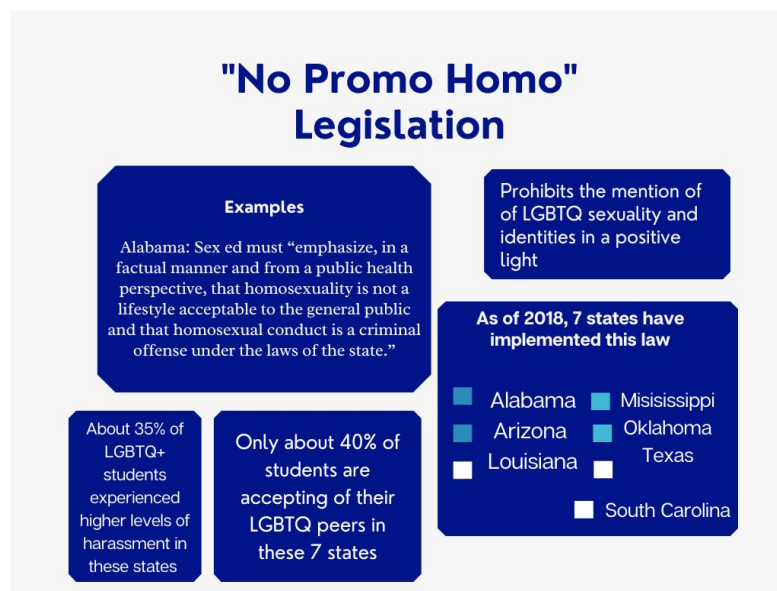 "No Promo Homo"
Legislation
Examples
Alabama: Sex ed must “emphasize, in a
factual manner and from a public health
perspective, that homosexuality is not a
lifestyle acceptable to the general public
and that homosexual conduct is a criminal
offense under the laws of the state.”
Prohibits the mention of
of LGBTQ sexuality and
identities in a positive
light
As of 2018, 7 states have
implemented this law
Alabama
Arizona
Louisiana
Misisissippi
Oklahoma
Texas
South Carolina
About 35% of
LGBTQ+
students
experienced
higher levels of
harassment in
these states
Only about 40% of
students are
accepting of their
LGBTQ peers in
these 7 states